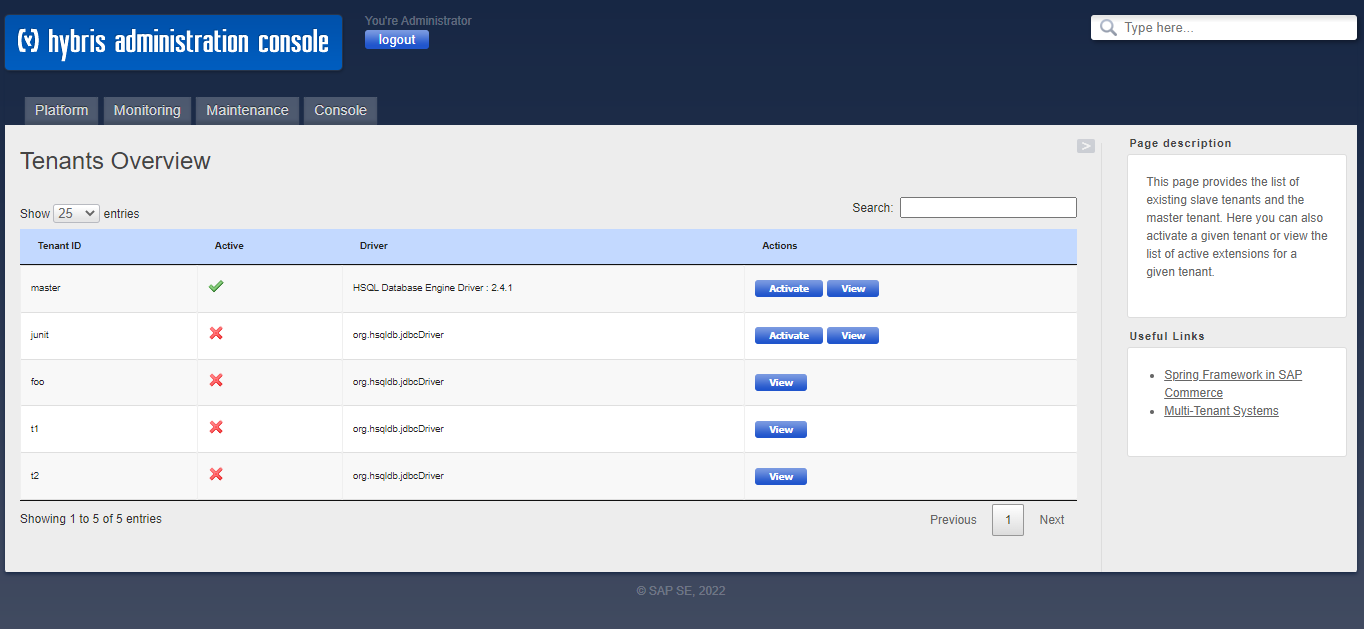 hybris administration console
You're Administrator
logout
Type here...
Platform Monitoring Maintenance Console
Tenants Overview
>
Show 25 entries
Search:
Tenant ID Active Driver Actions
master HSQL Database Engine Driver : 2.4.1 Activate View
junit org.hsqldb.jdbcDriver Activate View
foo org.hsqldb.jdbcDriver View
t1 org.hsqldb.jdbcDriver View
t2 org.hsqldb.jdbcDriver View
Showing 1 to 5 of 5 entries
Previous 1 Next
Page description
This page provides the list of
existing slave tenants and the
master tenant. Here you can also
activate a given tenant or view the
list of active extensions for a
given tenant.
Useful Links
Spring Framework in SAP
Commerce
Multi-Tenant Systems
© SAP SE, 2022